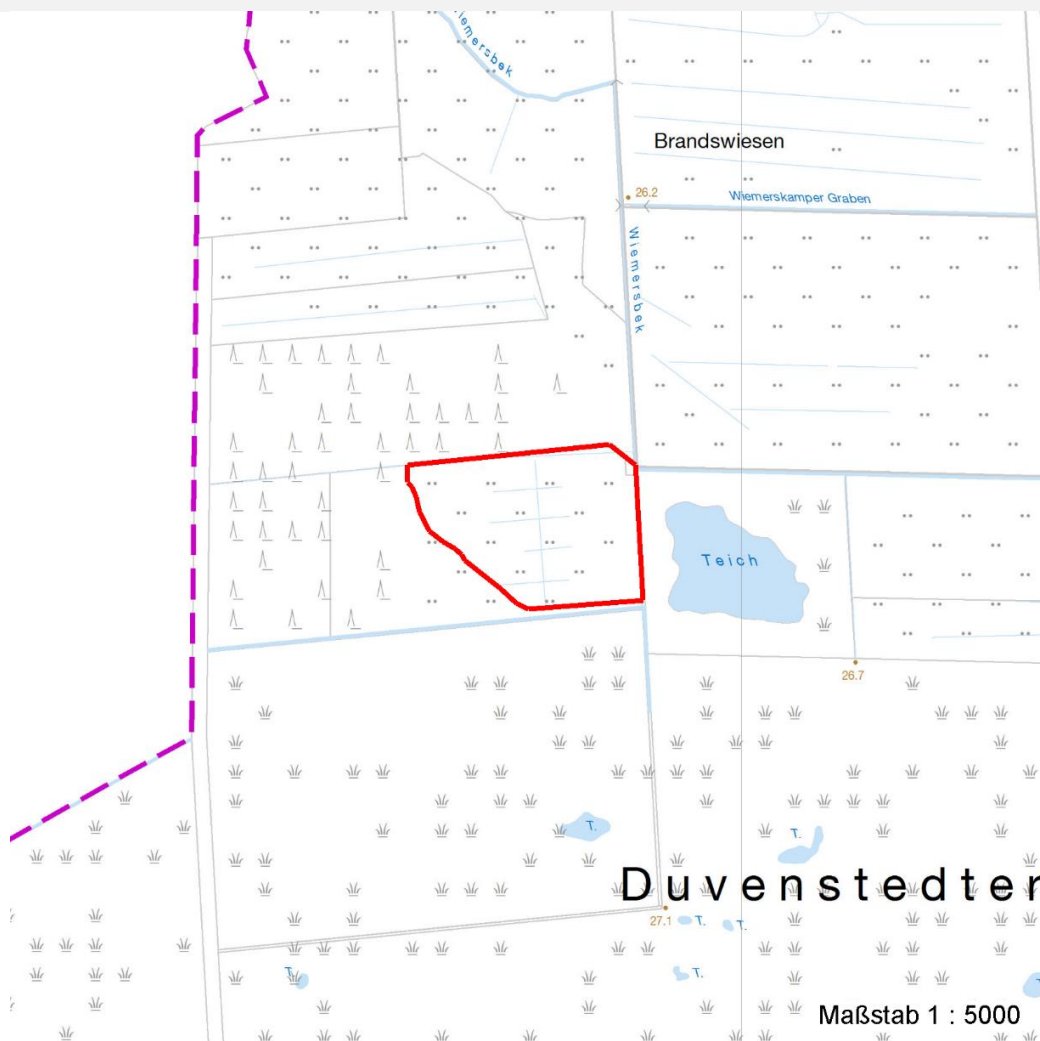 Wiemersbek
Brandswiesen
26.2
Wiemerskamper Graben
Wiemersbek
Teich
26.7
T.
T.
Duvenstedter
27.1
T.
T.
T.
T.
Maßstab 1 : 5000